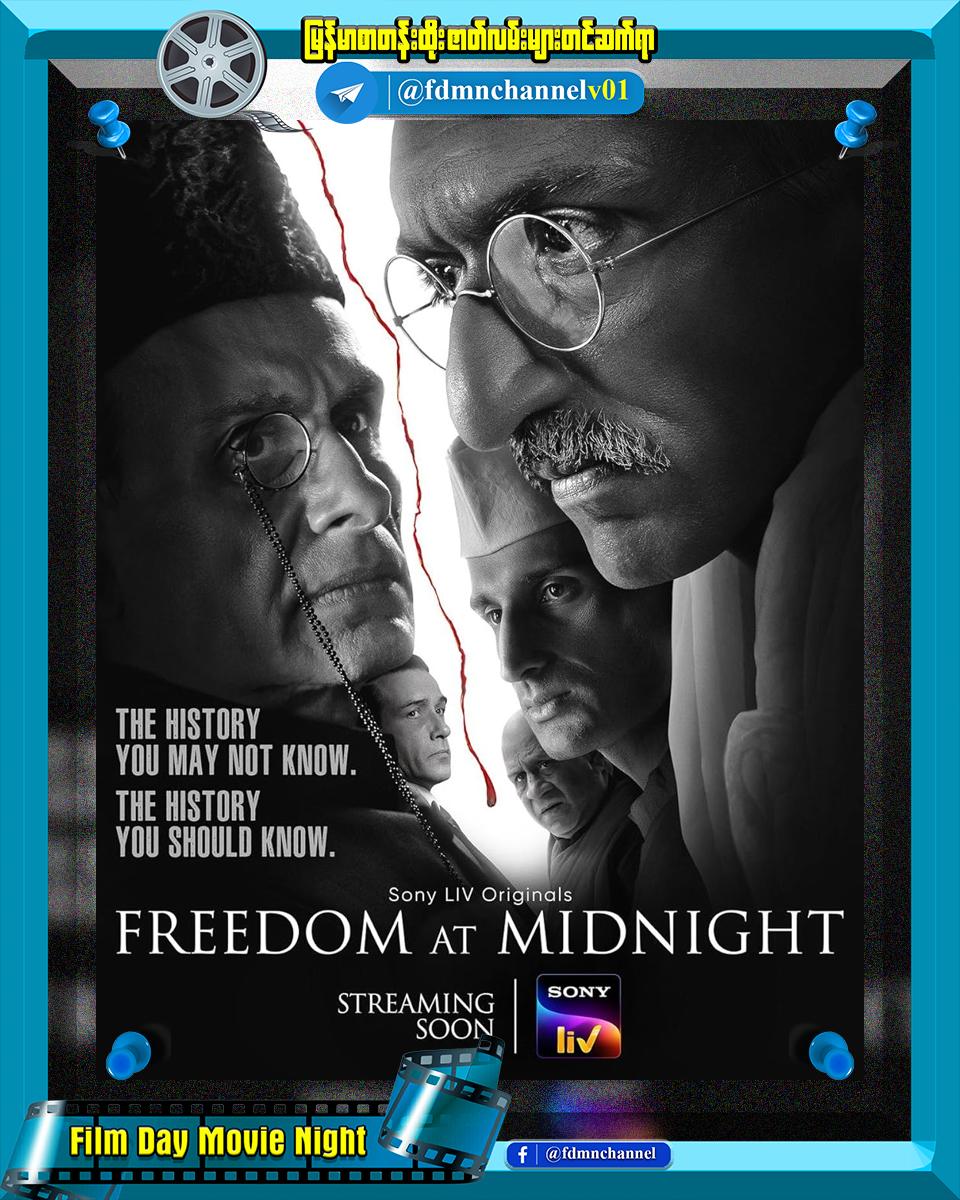 မြန်မာစာတန်းထိုးဇာတ်လမ်းများတင်ဆက်ရာ
@fdmnchannelv01
THE HISTORY
YOU MAY NOT KNOW.
THE HISTORY
YOU SHOULD KNOW.
Sony LIV Originals
FREEDOM AT MIDNIGHT
STREAMING
SOON
SONY
liv
Film Day Movie Night
f @fdmnchannel